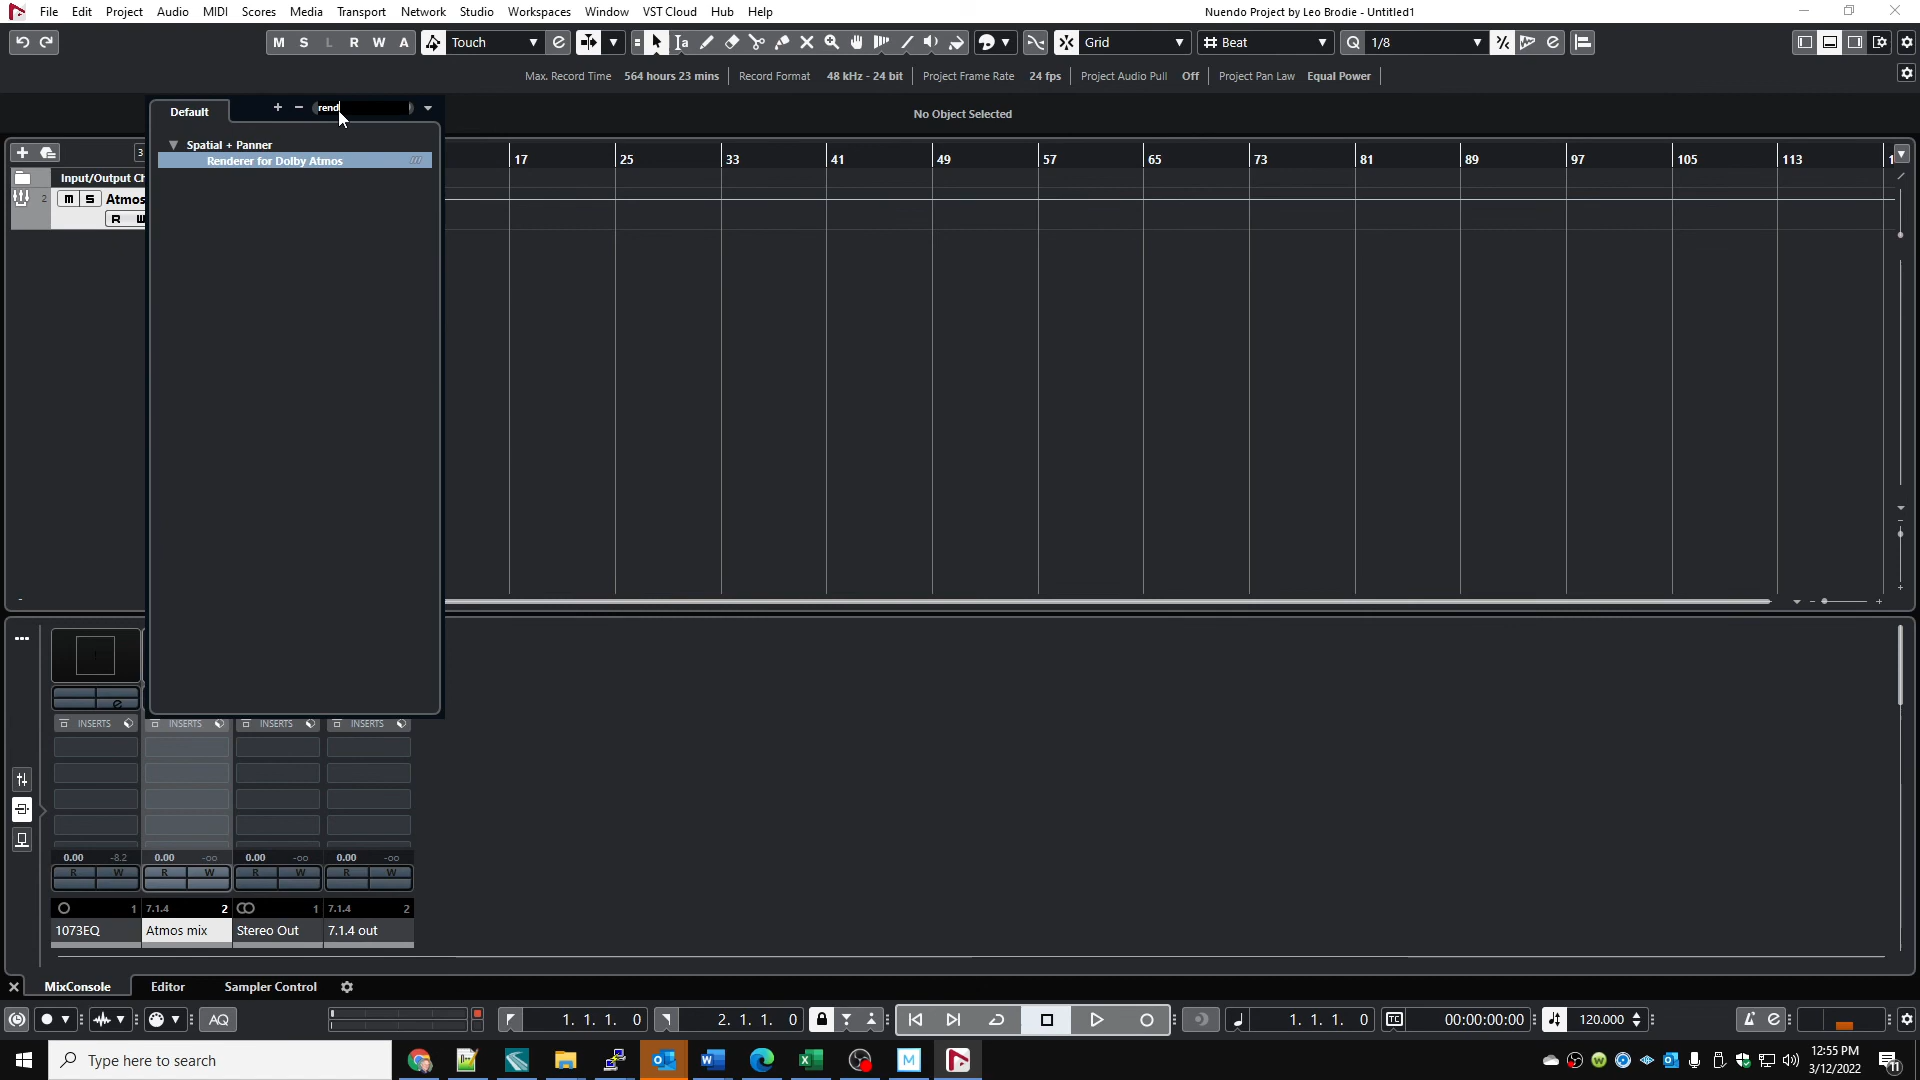 File Edit Project Audio MIDI Scores Media Transport Network Studio Workspaces Window VST Cloud Hub Help
Nuendo Project by Leo Brodie - Untitled1
M S L R W A Touch Grid Beat Q 1/8
Max. Record Time 564 hours 23 mins Record Format 48 kHz - 24 bit Project Frame Rate 24 fps Project Audio Pull Off Project Pan Law Equal Power
Default + − rend
No Object Selected
Spatial + Panner
Renderer for Dolby Atmos
17 25 33 41 49 57 65 73 81 89 97 105 113
Input/Output Ch
2 m S Atmos
R W
INSERTS INSERTS INSERTS INSERTS
0.00 -8.2 0.00 -oo 0.00 -oo 0.00 -oo
R W R W R W R W
1 7.1.4 2 1 7.1.4 2
1073EQ Atmos mix Stereo Out 7.1.4 out
MixConsole Editor Sampler Control
AQ 1. 1. 1. 0 2. 1. 1. 0 1. 1. 1. 0 TC 00:00:00:00 120.000
Type here to search
12:55 PM
3/12/2022
11